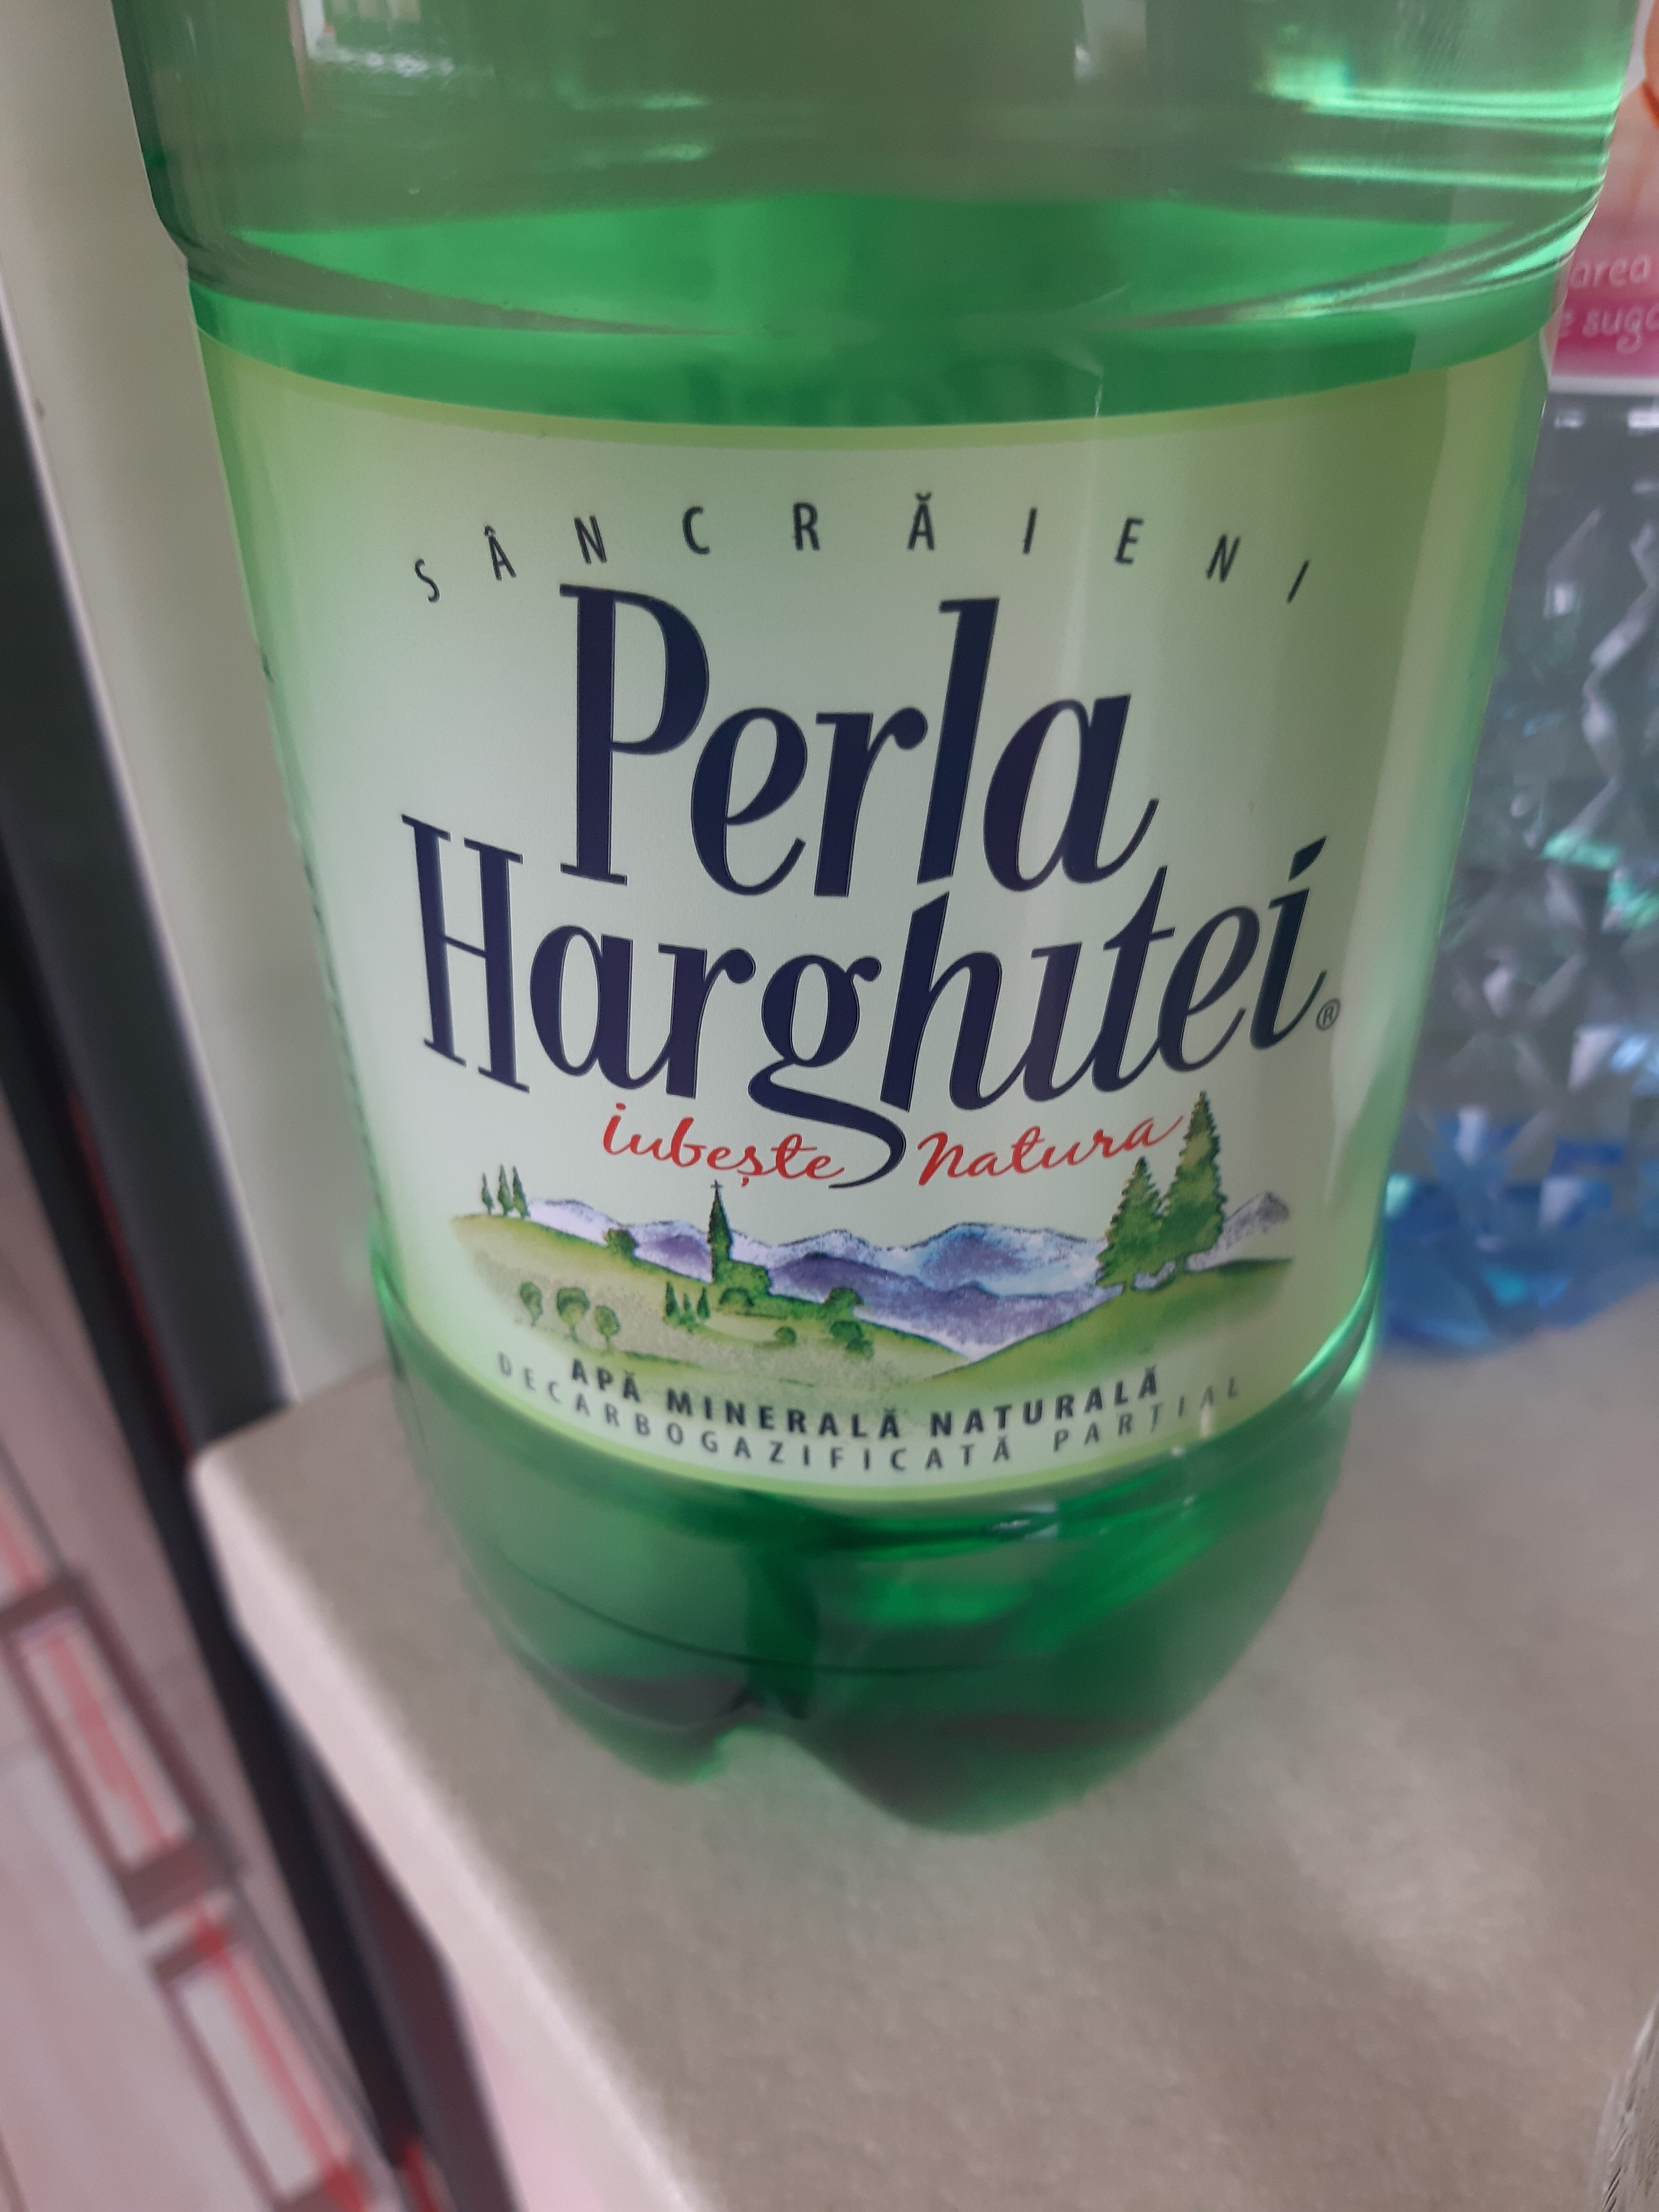 SÂNCRĂIENI
Perla
Harghitei®
iubește Natura
APĂ MINERALĂ NATURALĂ
DECARBOGAZIFICATĂ PARȚIAL